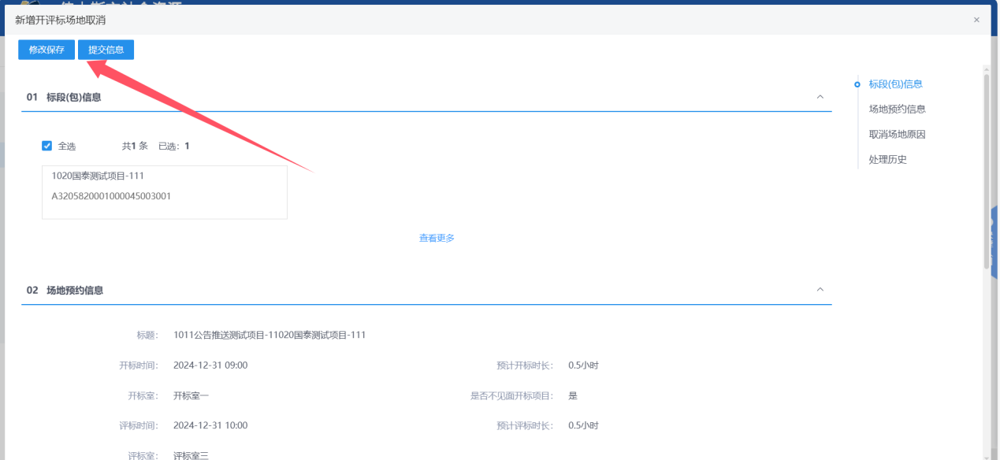 新增开评标场地取消
×
修改保存 提交信息
01 标段(包)信息
全选 共1 条 已选：1
1020国泰测试项目-111
A3205820001000045003001
查看更多
02 场地预约信息
标题： 1011公告推送测试项目-11020国泰测试项目-111
开标时间： 2024-12-31 09:00 预计开标时长： 0.5小时
开标室： 开标室一 是否不见面开标项目： 是
评标时间： 2024-12-31 10:00 预计评标时长： 0.5小时
评标室： 评标室三
标段(包)信息
场地预约信息
取消场地原因
处理历史